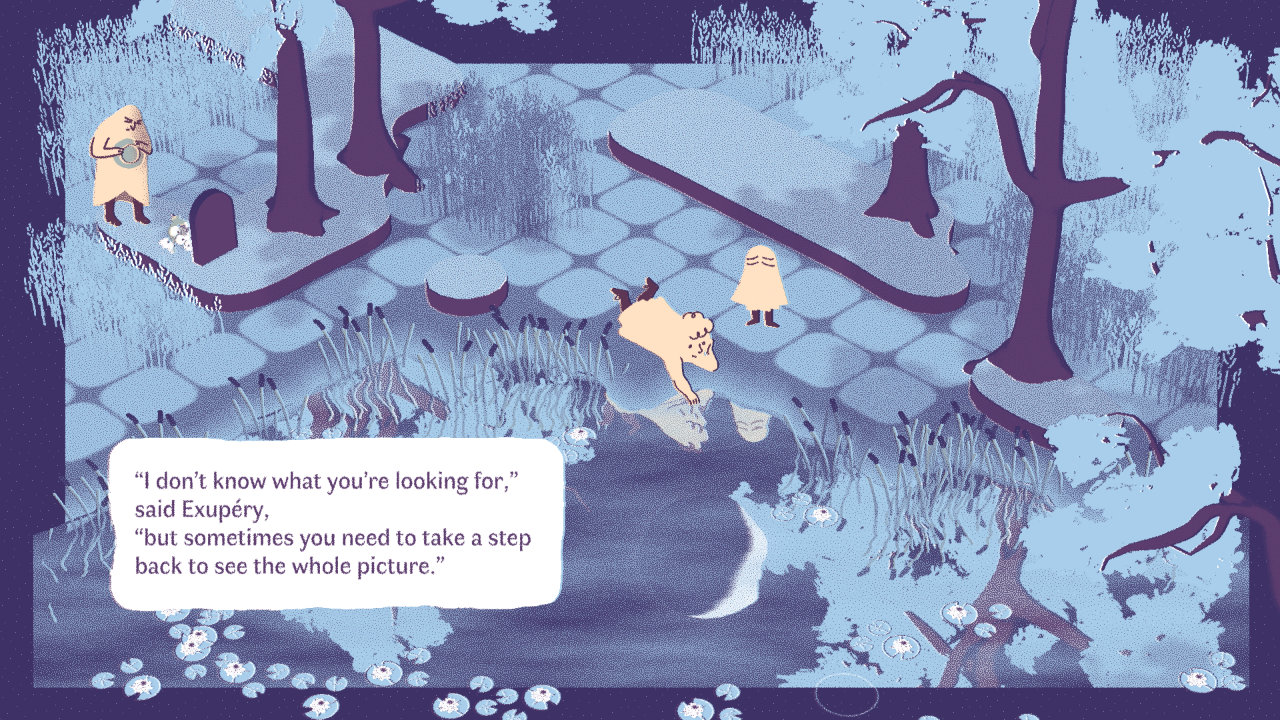 “I don’t know what you’re looking for,”
said Exupéry,
“but sometimes you need to take a step
back to see the whole picture.”